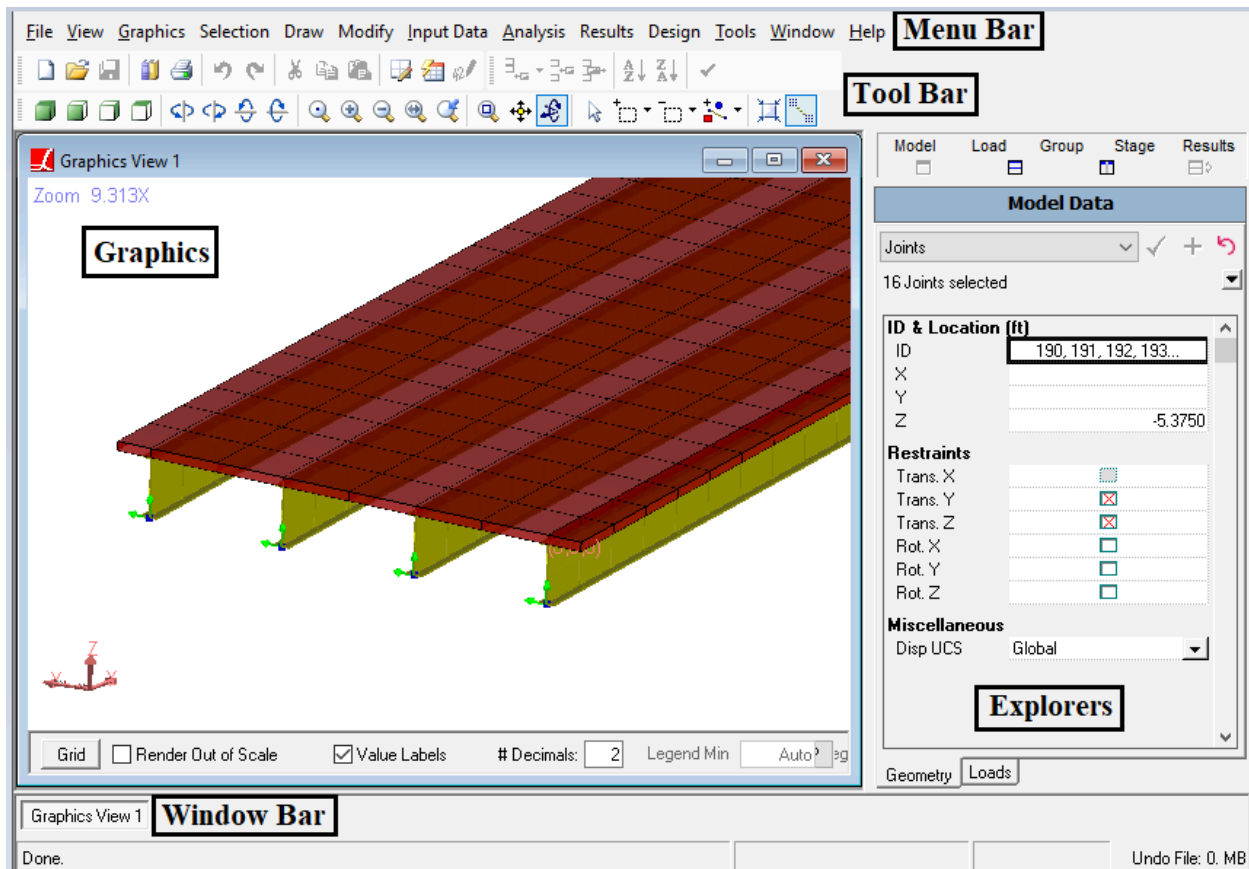 File View Graphics Selection Draw Modify Input Data Analysis Results Design Tools Window Help Menu Bar
Tool Bar
Graphics View 1
Zoom 9.313X
Graphics
Model Load Group Stage Results
Model Data
Joints
16 Joints selected
ID & Location (ft)
ID 190, 191, 192, 193...
X
Y
Z -5.3750
Restraints
Trans. X
Trans. Y
Trans. Z
Rot. X
Rot. Y
Rot. Z
Miscellaneous
Disp UCS Global
Explorers
Z
Grid Render Out of Scale Value Labels # Decimals: 2 Legend Min Auto
Geometry Loads
Graphics View 1 Window Bar
Done. Undo File: 0. MB